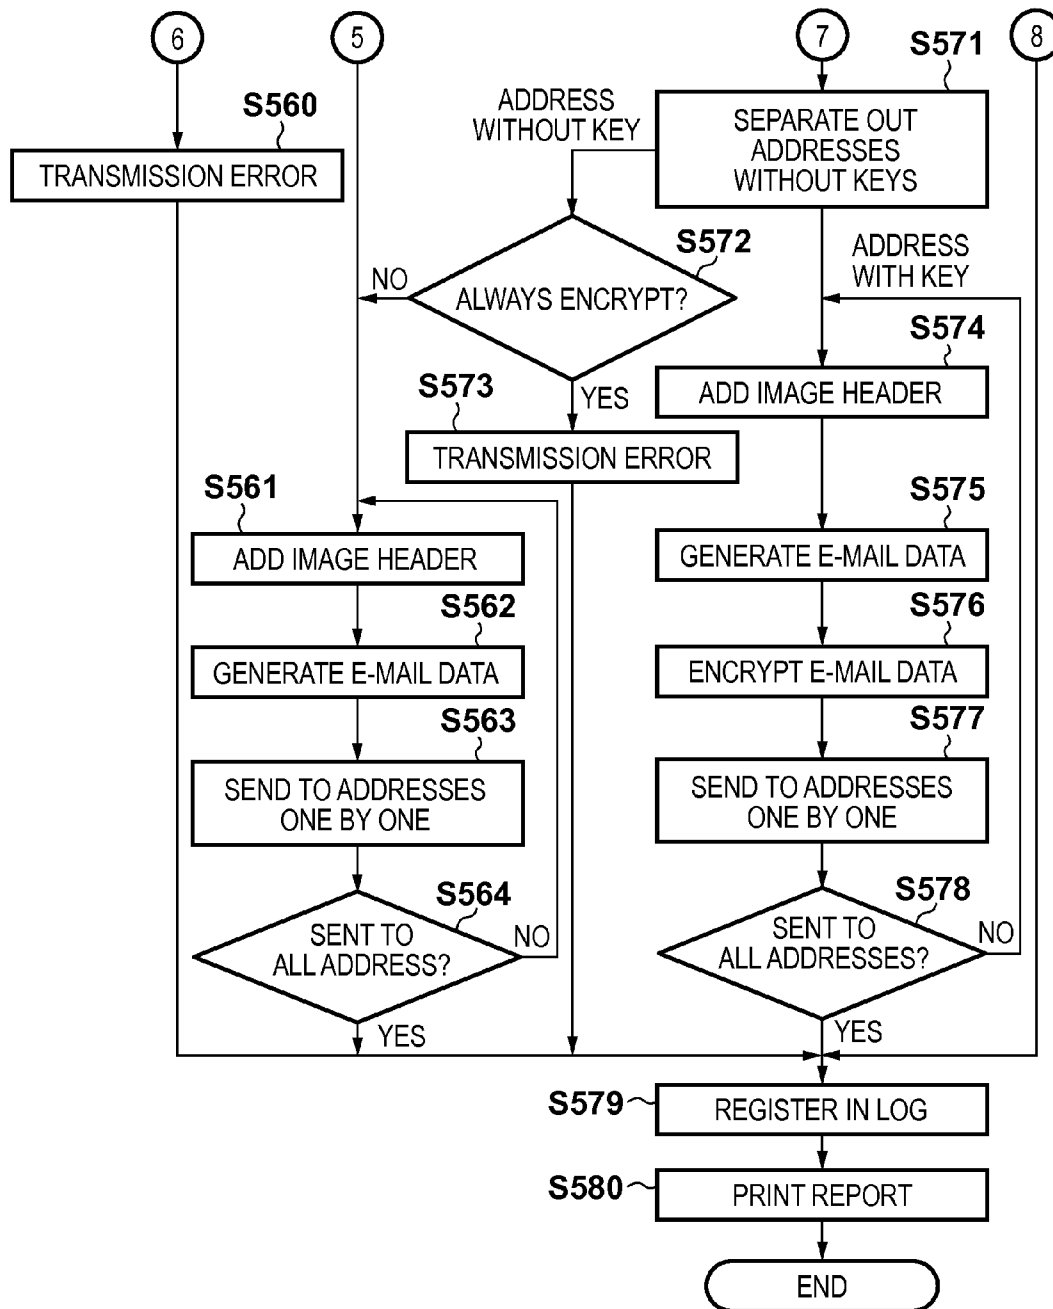 6
5
7
8
S571
S560
ADDRESS
WITHOUT KEY
SEPARATE OUT
ADDRESSES
WITHOUT KEYS
TRANSMISSION ERROR
S572
ADDRESS
WITH KEY
NO
ALWAYS ENCRYPT?
S574
S573
YES
ADD IMAGE HEADER
TRANSMISSION ERROR
S561
S575
ADD IMAGE HEADER
GENERATE E-MAIL DATA
S562
S576
GENERATE E-MAIL DATA
ENCRYPT E-MAIL DATA
S563
S577
SEND TO ADDRESSES
ONE BY ONE
SEND TO ADDRESSES
ONE BY ONE
S564
S578
SENT TO
ALL ADDRESS?
NO
SENT TO
ALL ADDRESSES?
NO
YES
YES
S579
REGISTER IN LOG
S580
PRINT REPORT
END